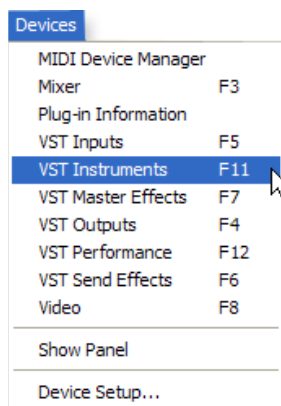 Devices
MIDI Device Manager
Mixer F3
Plug-in Information
VST Inputs F5
VST Instruments F11
VST Master Effects F7
VST Outputs F4
VST Performance F12
VST Send Effects F6
Video F8
Show Panel
Device Setup...